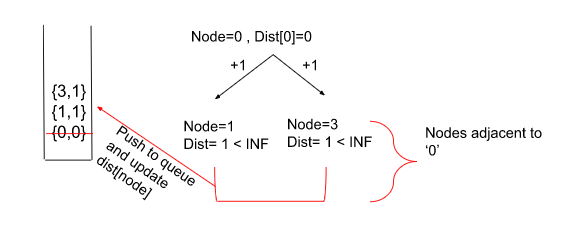 Node=0 , Dist[0]=0
+1
+1
{3,1}
{1,1}
{0,0}
Push to queue
and update
dist[node]
Node=1
Dist= 1 < INF
Node=3
Dist= 1 < INF
Nodes adjacent to
‘0’